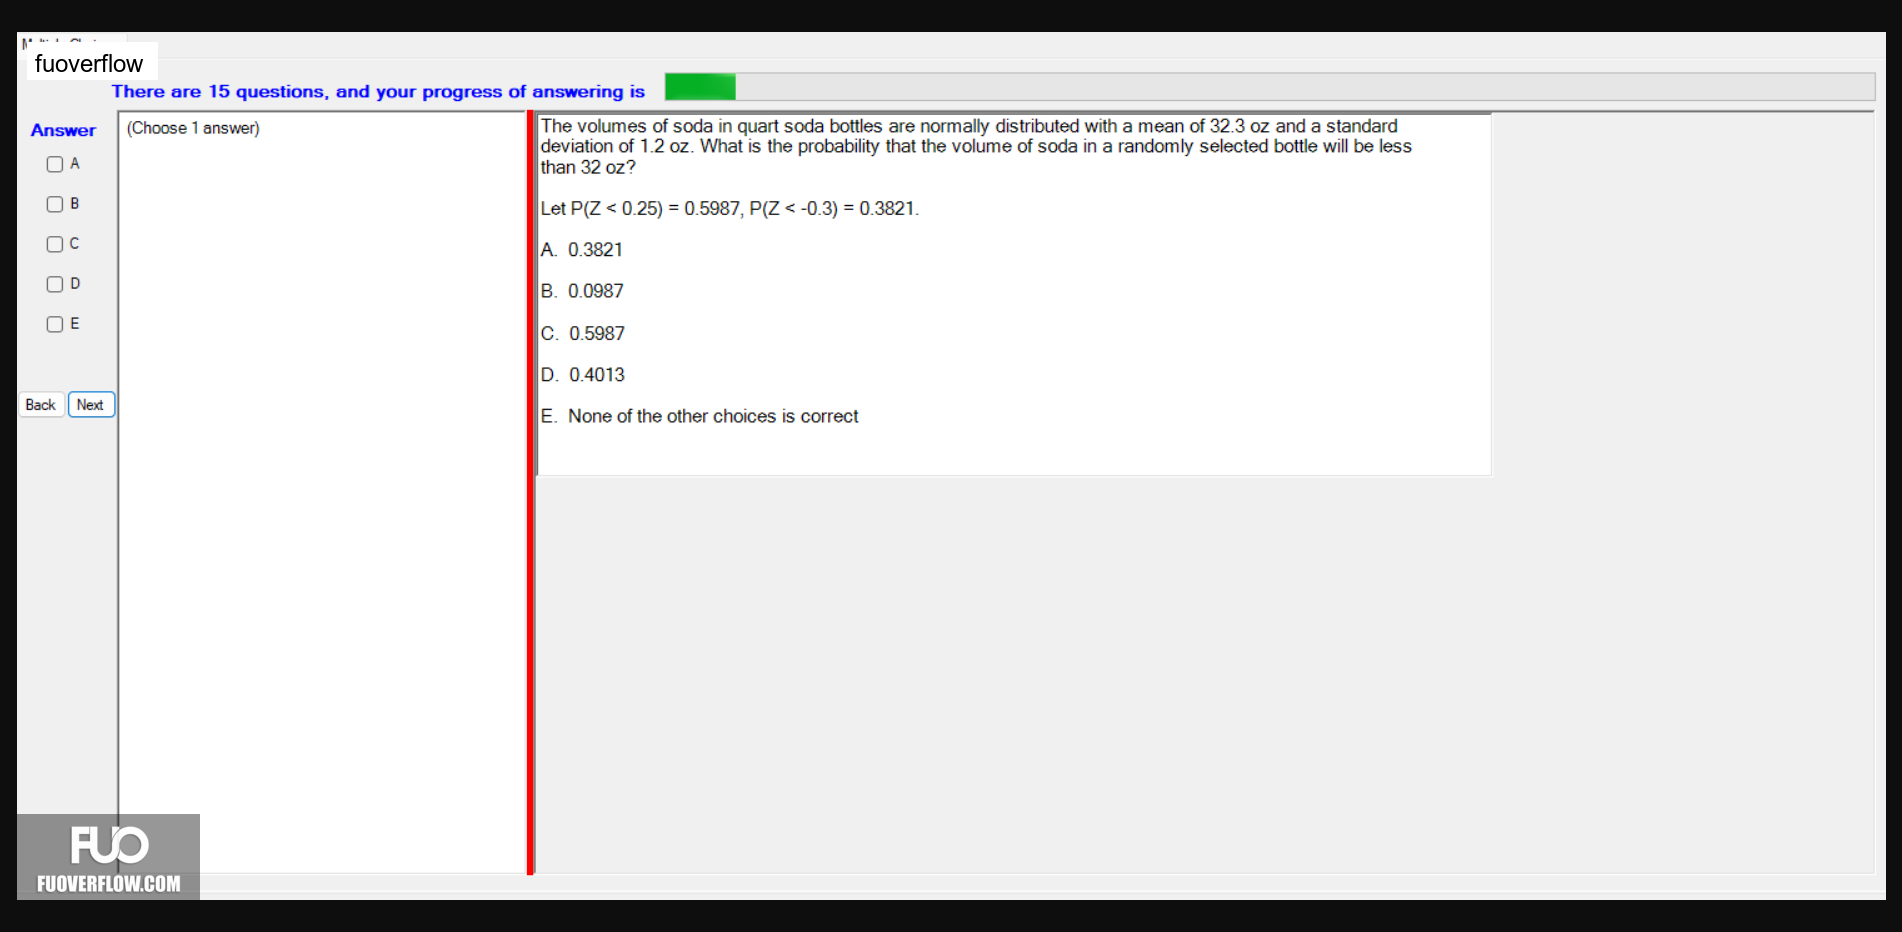 fuoverflow
There are 15 questions, and your progress of answering is
Answer
(Choose 1 answer)
A
B
C
D
E
Back Next
The volumes of soda in quart soda bottles are normally distributed with a mean of 32.3 oz and a standard
deviation of 1.2 oz. What is the probability that the volume of soda in a randomly selected bottle will be less
than 32 oz?
Let P(Z < 0.25) = 0.5987, P(Z < -0.3) = 0.3821.
A. 0.3821
B. 0.0987
C. 0.5987
D. 0.4013
E. None of the other choices is correct
FUO
FUOVERFLOW.COM